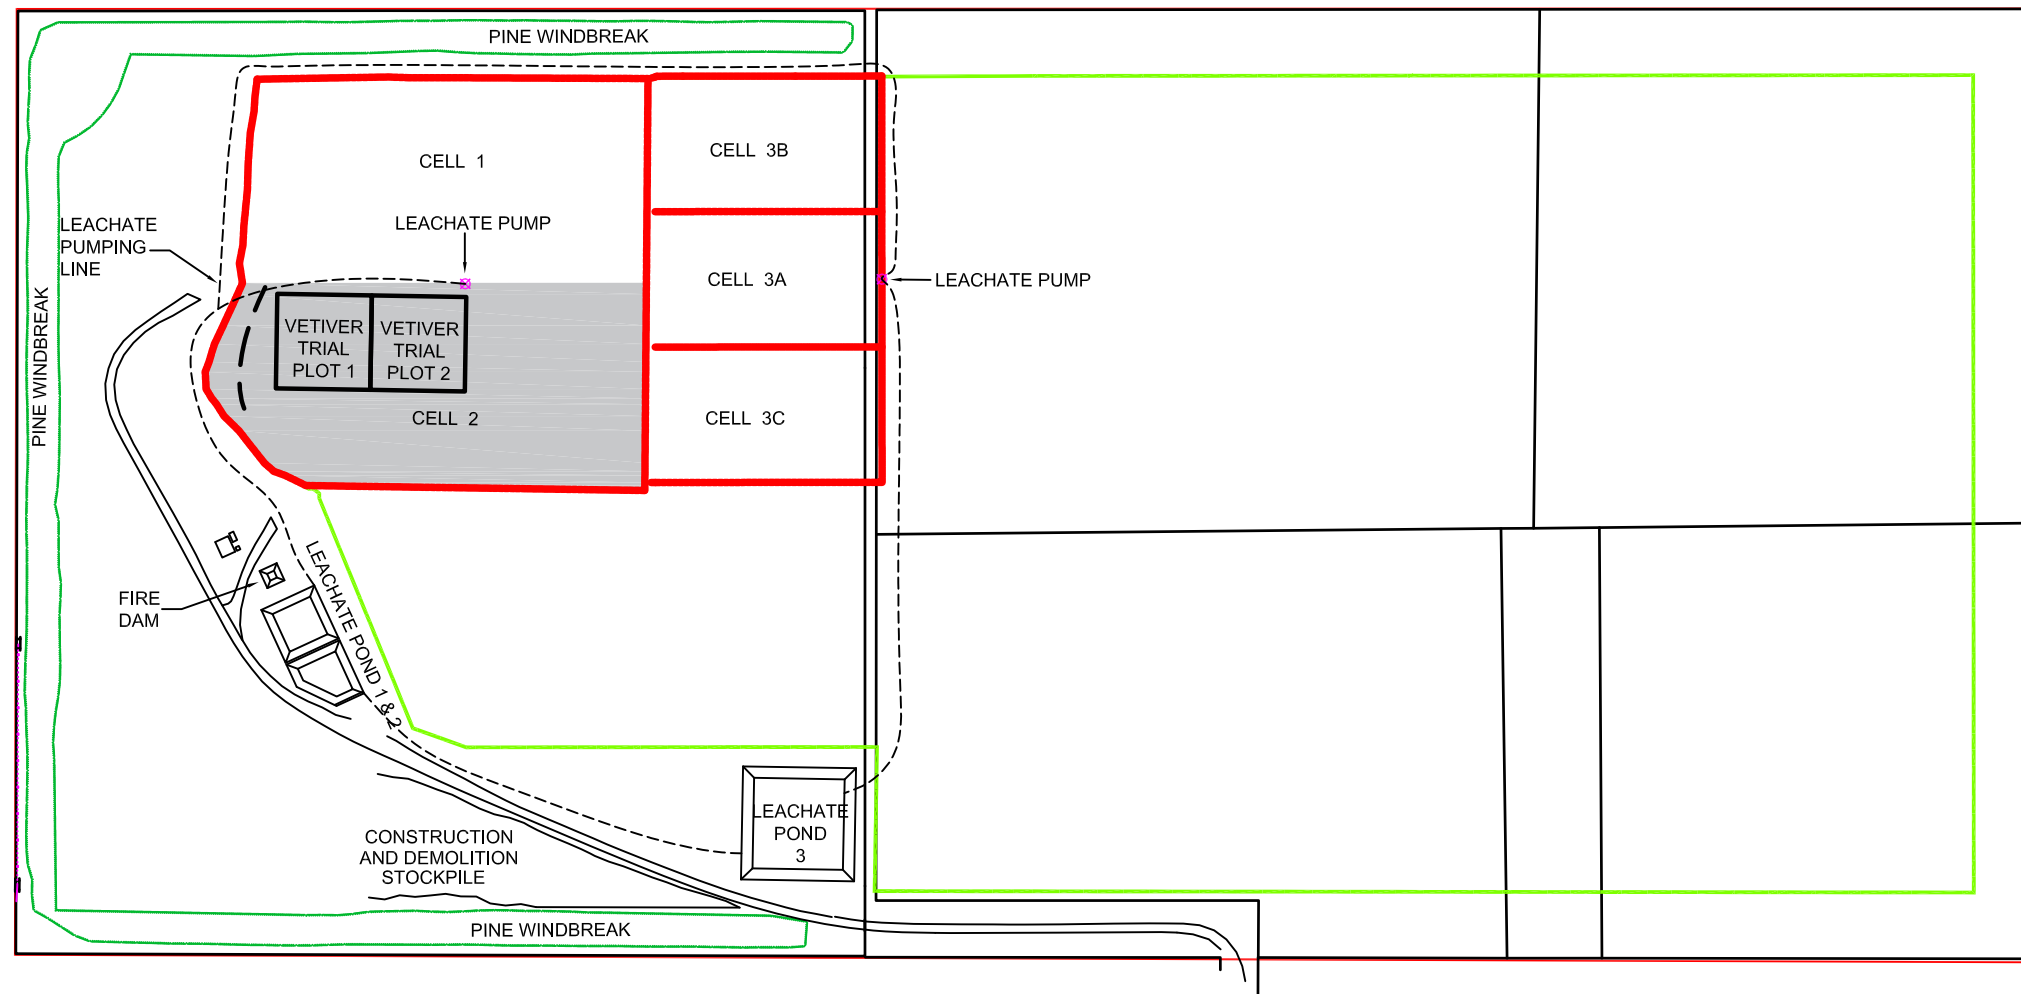 PINE WINDBREAK
CELL 1
CELL 3B
LEACHATE
PUMPING
LINE
LEACHATE PUMP
CELL 3A
LEACHATE PUMP
PINE WINDBREAK
VETIVER
TRIAL
PLOT 1
VETIVER
TRIAL
PLOT 2
CELL 2
CELL 3C
FIRE
DAM
LEACHATE POND 1 & 2
LEACHATE
POND
3
CONSTRUCTION
AND DEMOLITION
STOCKPILE
PINE WINDBREAK